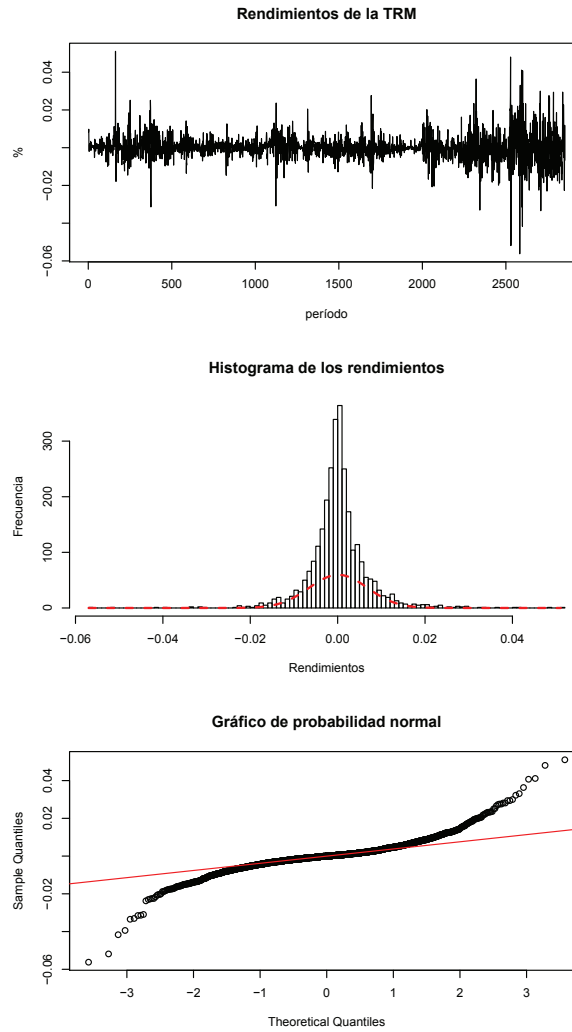 Rendimientos de la TRM
%
0.04
0.02
−0.02
−0.06
0 500 1000 1500 2000 2500
período
Histograma de los rendimientos
Frecuencia
300
200
100
0
−0.06 −0.04 −0.02 0.00 0.02 0.04
Rendimientos
Gráfico de probabilidad normal
Sample Quantiles
0.04
0.02
−0.02
−0.06
−3 −2 −1 0 1 2 3
Theoretical Quantiles